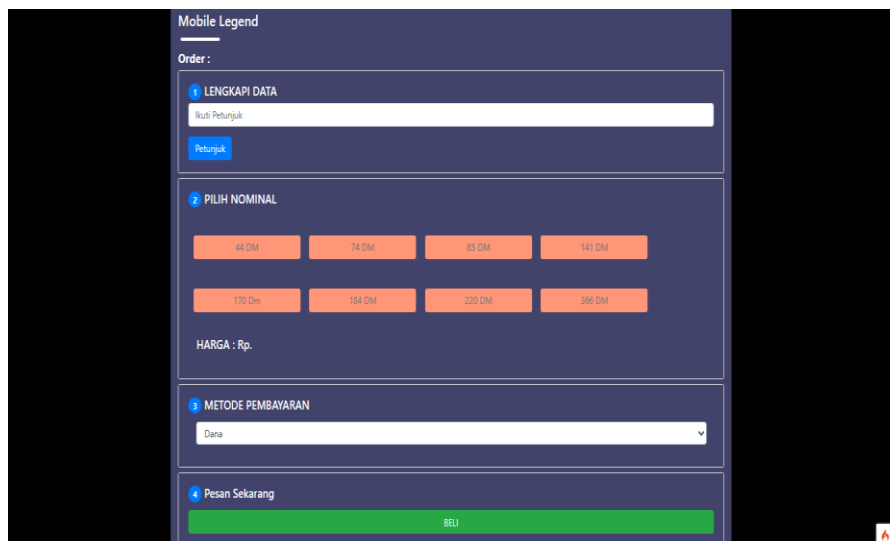 Mobile Legend
Order :
1 LENGKAPI DATA
Ikuti Petunjuk
Petunjuk
2 PILIH NOMINAL
44 DM 74 DM 85 DM 141 DM
170 Dm 184 DM 220 DM 366 DM
HARGA : Rp.
3 METODE PEMBAYARAN
Dana
4 Pesan Sekarang
BELI